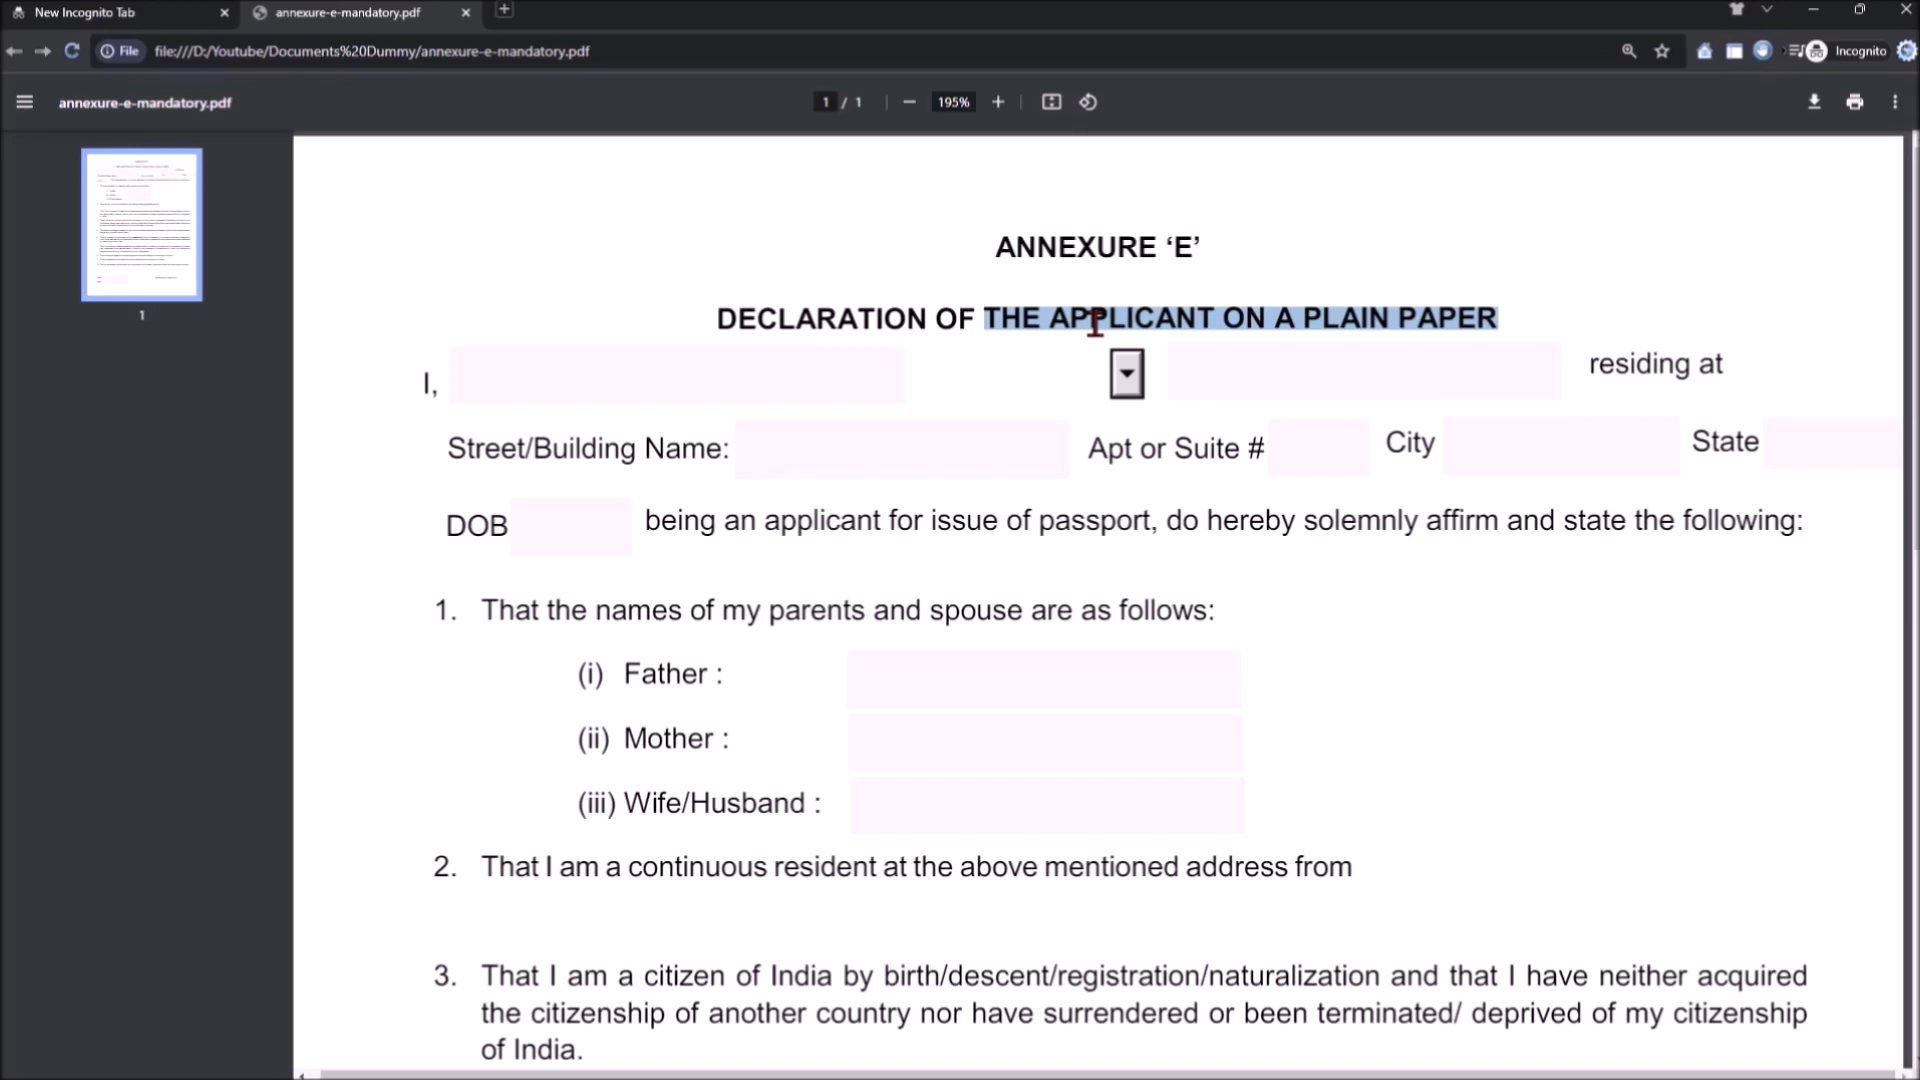 New Incognito Tab
annexure-e-mandatory.pdf
File file:///D:/Youtube/Documents%20Dummy/annexure-e-mandatory.pdf
Incognito
annexure-e-mandatory.pdf
1 / 1
195%
1
ANNEXURE ‘E’
DECLARATION OF THE APPLICANT ON A PLAIN PAPER
I, residing at
Street/Building Name: Apt or Suite # City State
DOB being an applicant for issue of passport, do hereby solemnly affirm and state the following:
1. That the names of my parents and spouse are as follows:
(i) Father :
(ii) Mother :
(iii) Wife/Husband :
2. That I am a continuous resident at the above mentioned address from
3. That I am a citizen of India by birth/descent/registration/naturalization and that I have neither acquired
the citizenship of another country nor have surrendered or been terminated/ deprived of my citizenship
of India.